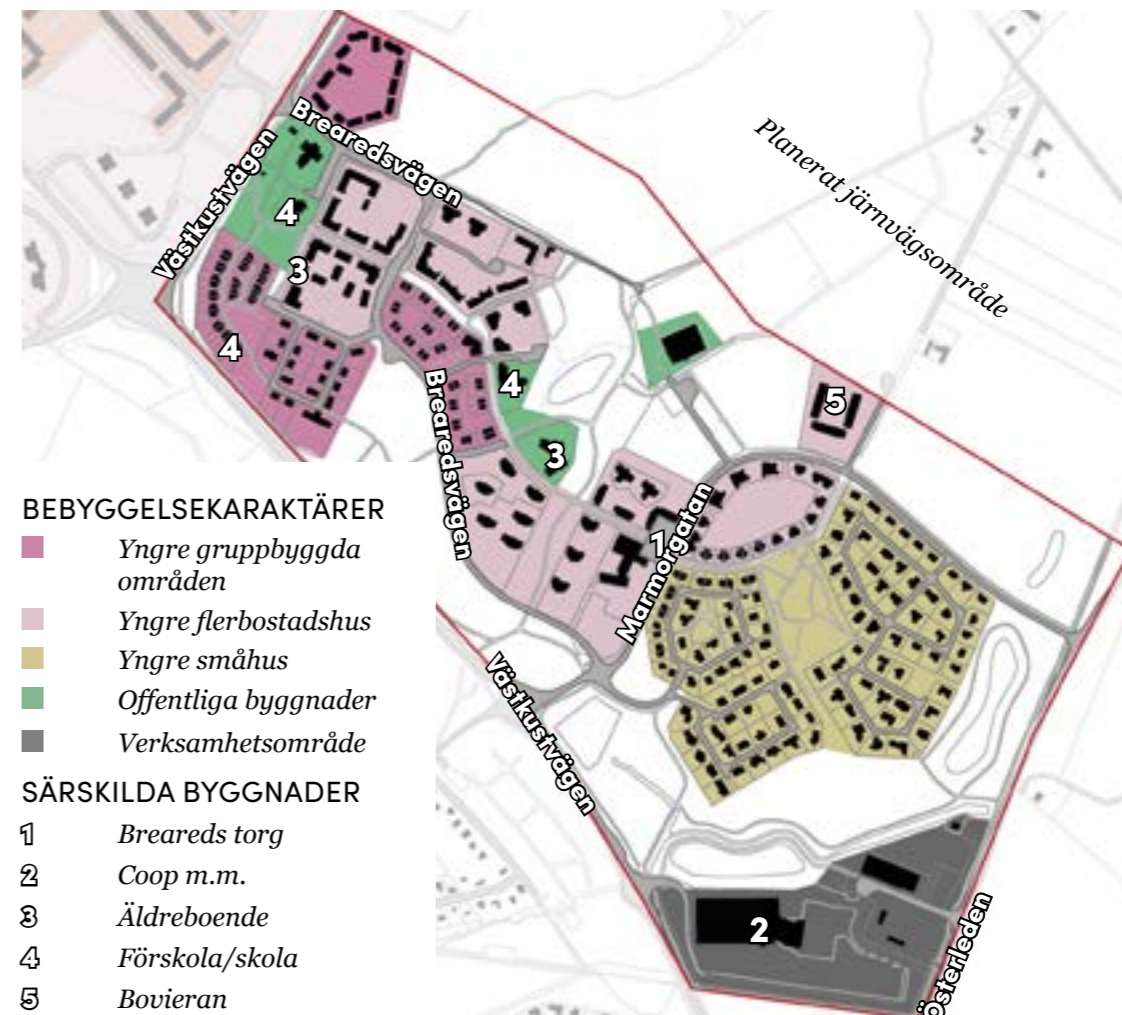 Brearedsvägen
Västkustvägen
Planerat järnvägsområde
4
3
4
4
3
5
Brearedsvägen
1
Marmorgatan
Västkustvägen
2
Österleden
BEBYGGELSEKARAKTÄRER
Yngre gruppbyggda
områden
Yngre flerbostadshus
Yngre småhus
Offentliga byggnader
Verksamhetsområde
SÄRSKILDA BYGGNADER
1 Breareds torg
2 Coop m.m.
3 Äldreboende
4 Förskola/skola
5 Bovieran